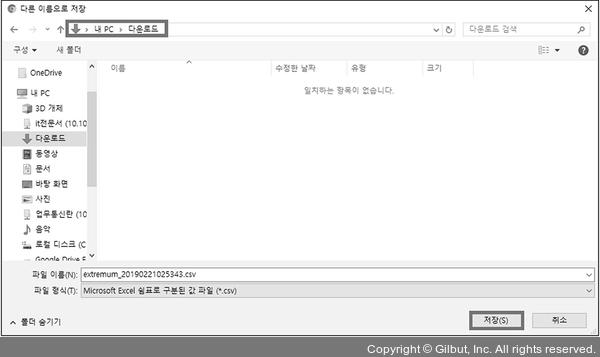 다른 이름으로 저장
내 PC > 다운로드
다운로드 검색
구성
새 폴더
이름 수정한 날짜 유형 크기
일치하는 항목이 없습니다.
OneDrive
내 PC
3D 개체
it전문서 (10.10
다운로드
동영상
문서
바탕 화면
사진
업무통신란 (10
음악
로컬 디스크 (C
Google Drive F
파일 이름(N): extremum_20190221025343.csv
파일 형식(T): Microsoft Excel 쉼표로 구분된 값 파일 (*.csv)
폴더 숨기기
저장(S) 취소
Copyright © Gilbut, Inc. All rights reserved.